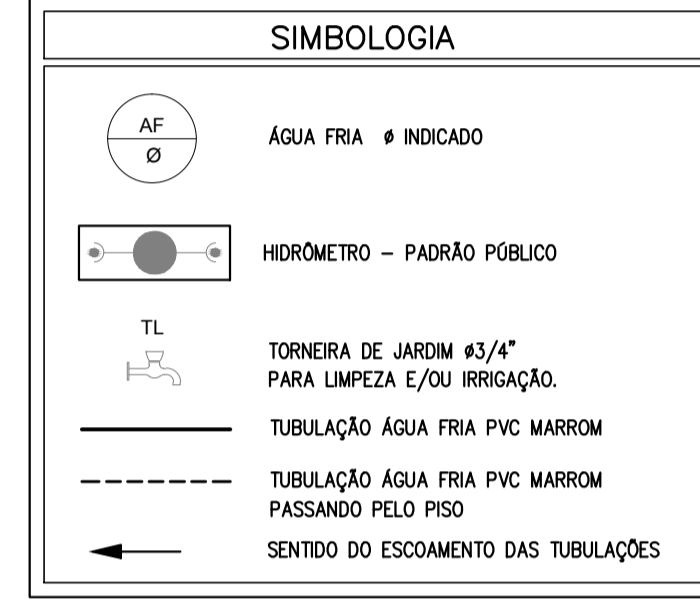 SIMBOLOGIA
AF
Ø
ÁGUA FRIA ø INDICADO
HIDRÔMETRO – PADRÃO PÚBLICO
TL
TORNEIRA DE JARDIM ø3/4"
PARA LIMPEZA E/OU IRRIGAÇÃO.
TUBULAÇÃO ÁGUA FRIA PVC MARROM
TUBULAÇÃO ÁGUA FRIA PVC MARROM
PASSANDO PELO PISO
SENTIDO DO ESCOAMENTO DAS TUBULAÇÕES